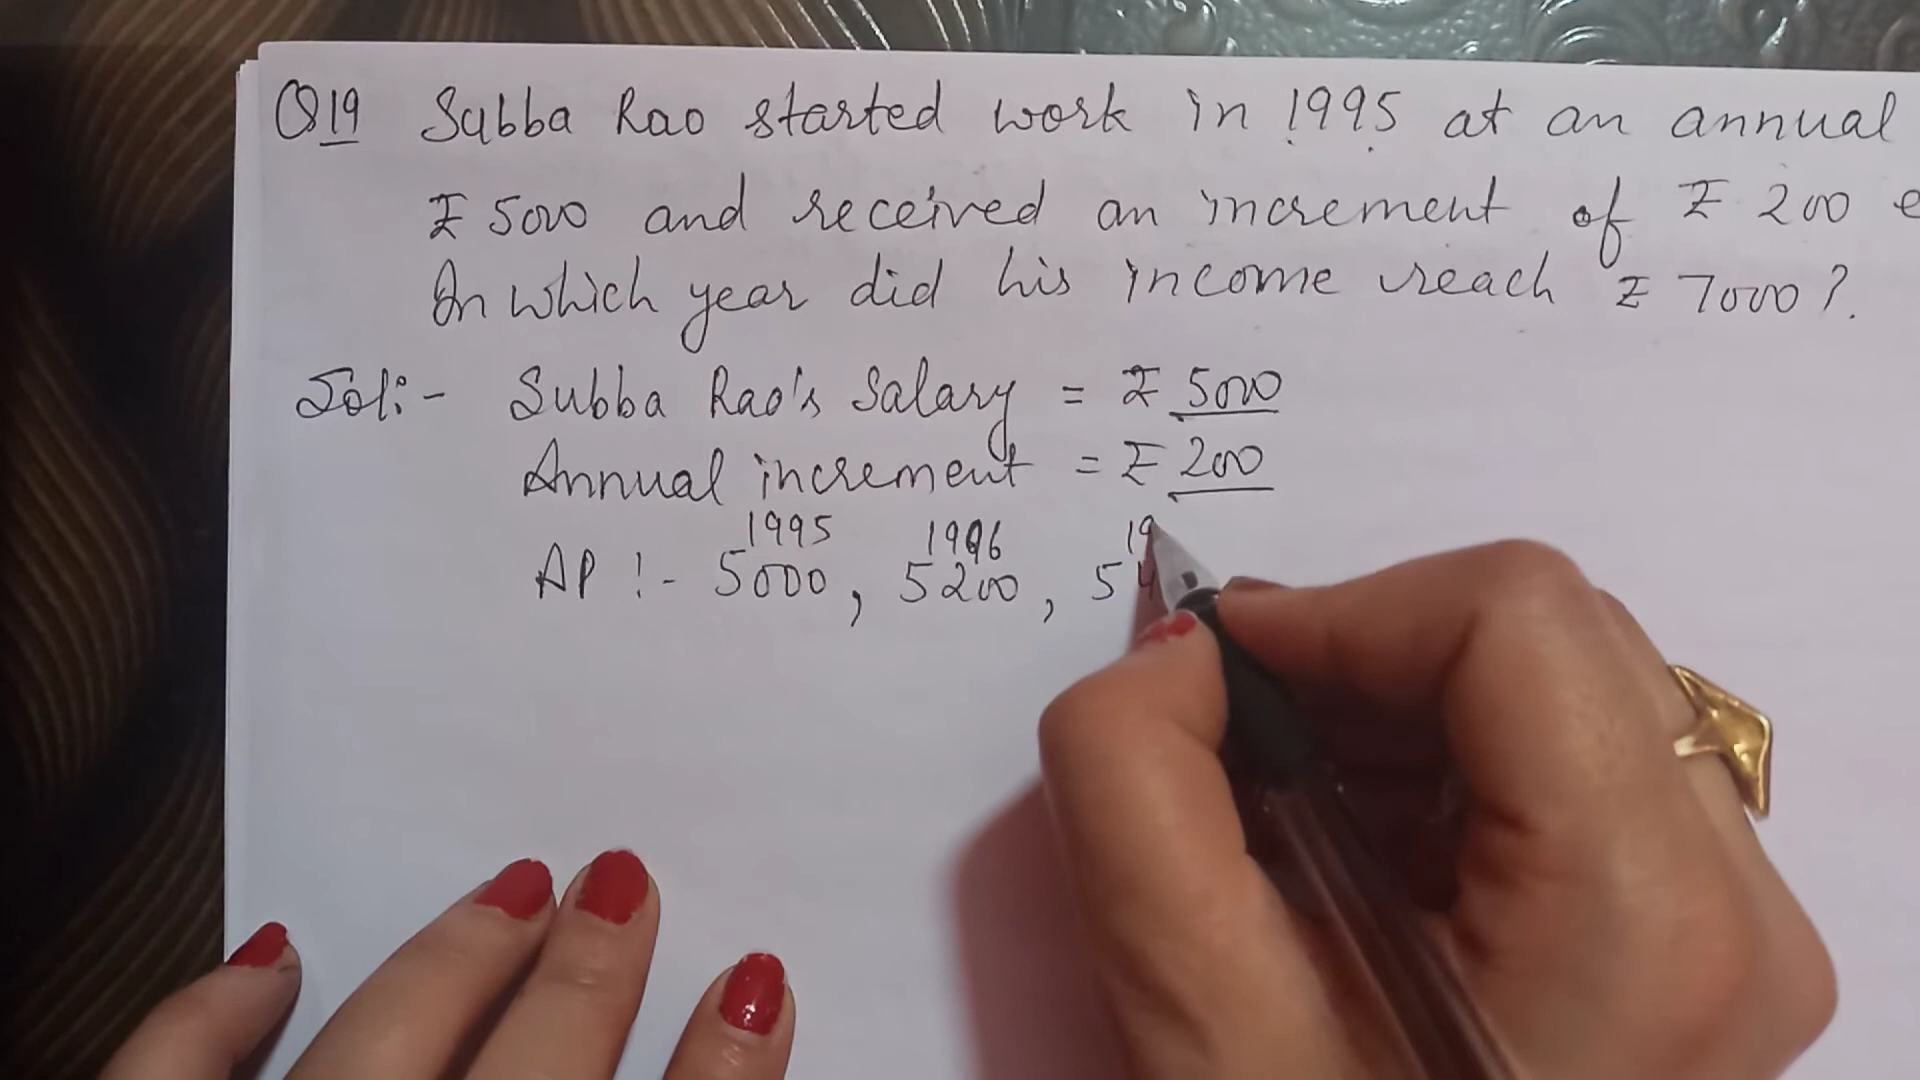 Q19 Subba Rao started work in 1995 at an annual
₹ 5000 and received an increment of ₹ 200
In which year did his income reach ₹ 7000 ?.
Sol:- Subba Rao's Salary = ₹ 5000
Annual increment = ₹ 200
1995 1996 19
AP :- 5000, 5200, 54